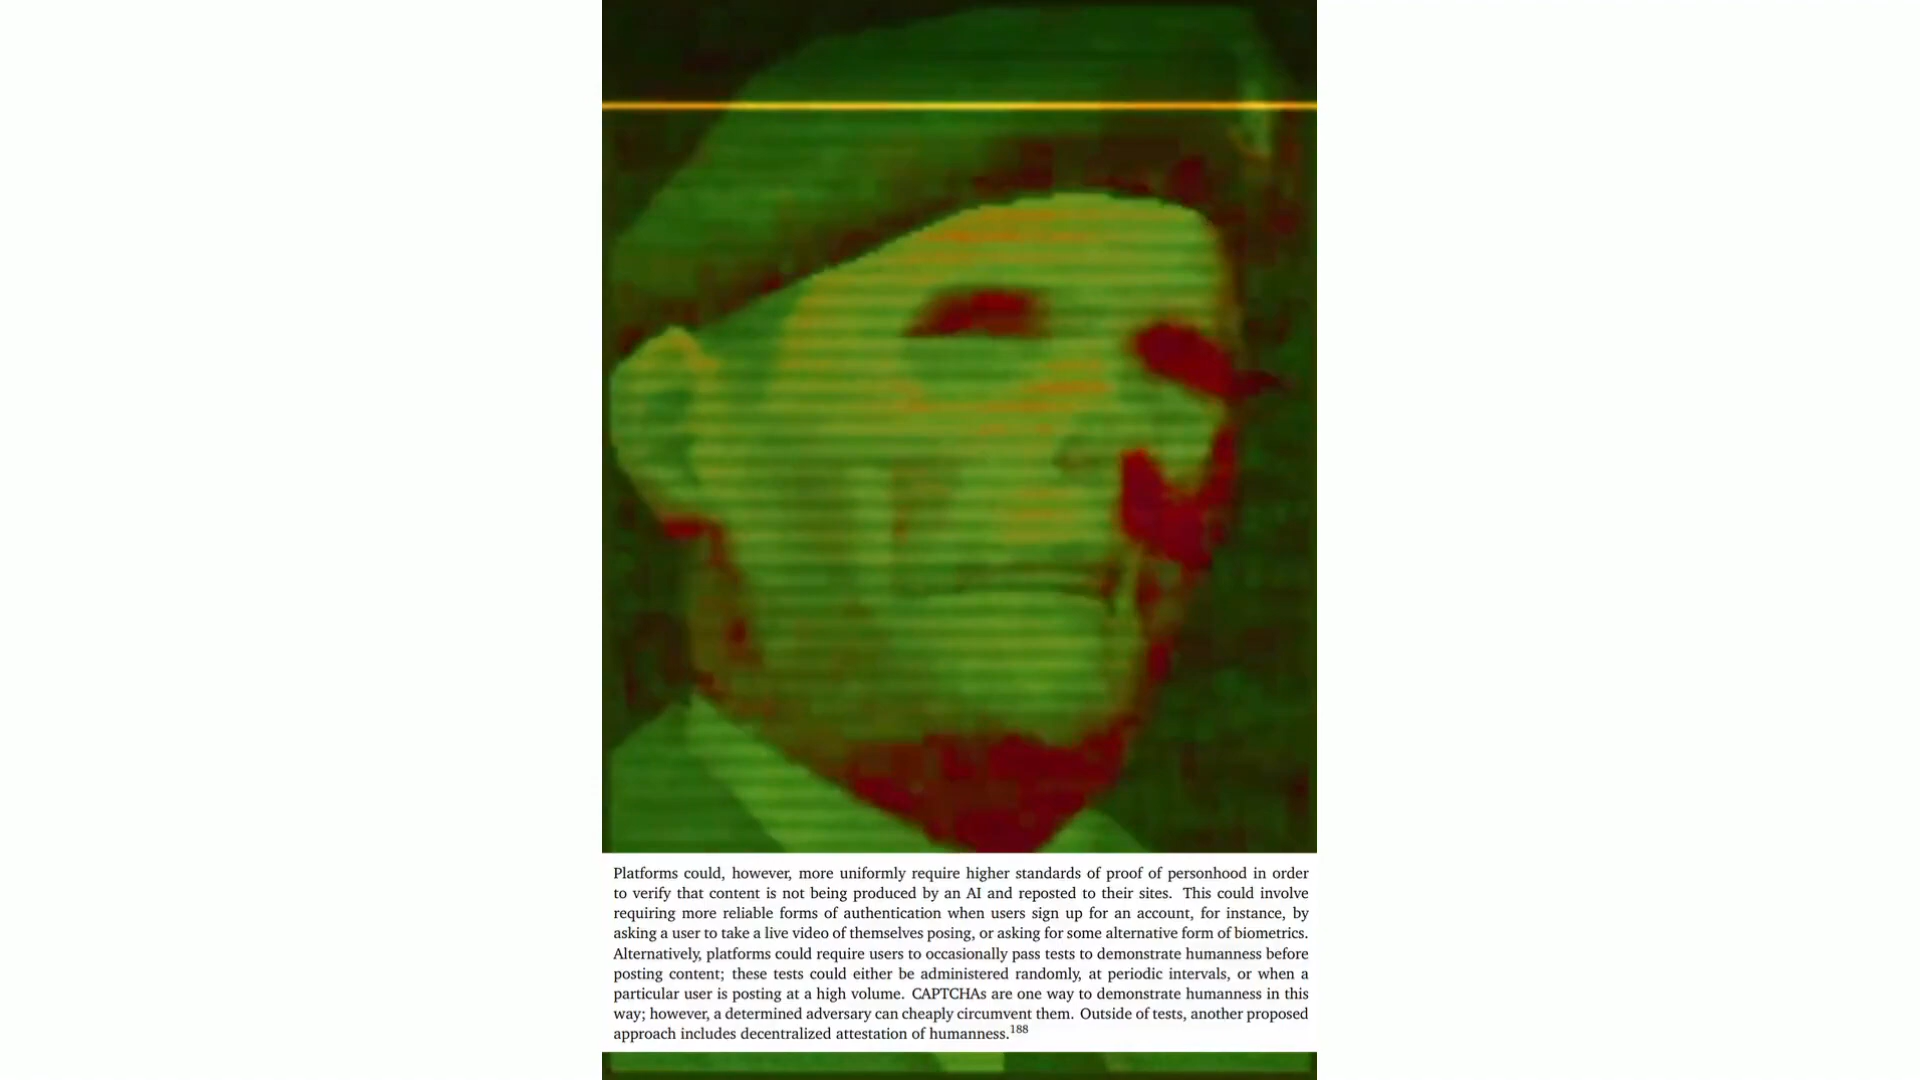 Platforms could, however, more uniformly require higher standards of proof of personhood in order
to verify that content is not being produced by an AI and reposted to their sites. This could involve
requiring more reliable forms of authentication when users sign up for an account, for instance, by
asking a user to take a live video of themselves posing, or asking for some alternative form of biometrics.
Alternatively, platforms could require users to occasionally pass tests to demonstrate humanness before
posting content; these tests could either be administered randomly, at periodic intervals, or when a
particular user is posting at a high volume. CAPTCHAs are one way to demonstrate humanness in this
way; however, a determined adversary can cheaply circumvent them. Outside of tests, another proposed
approach includes decentralized attestation of humanness.188